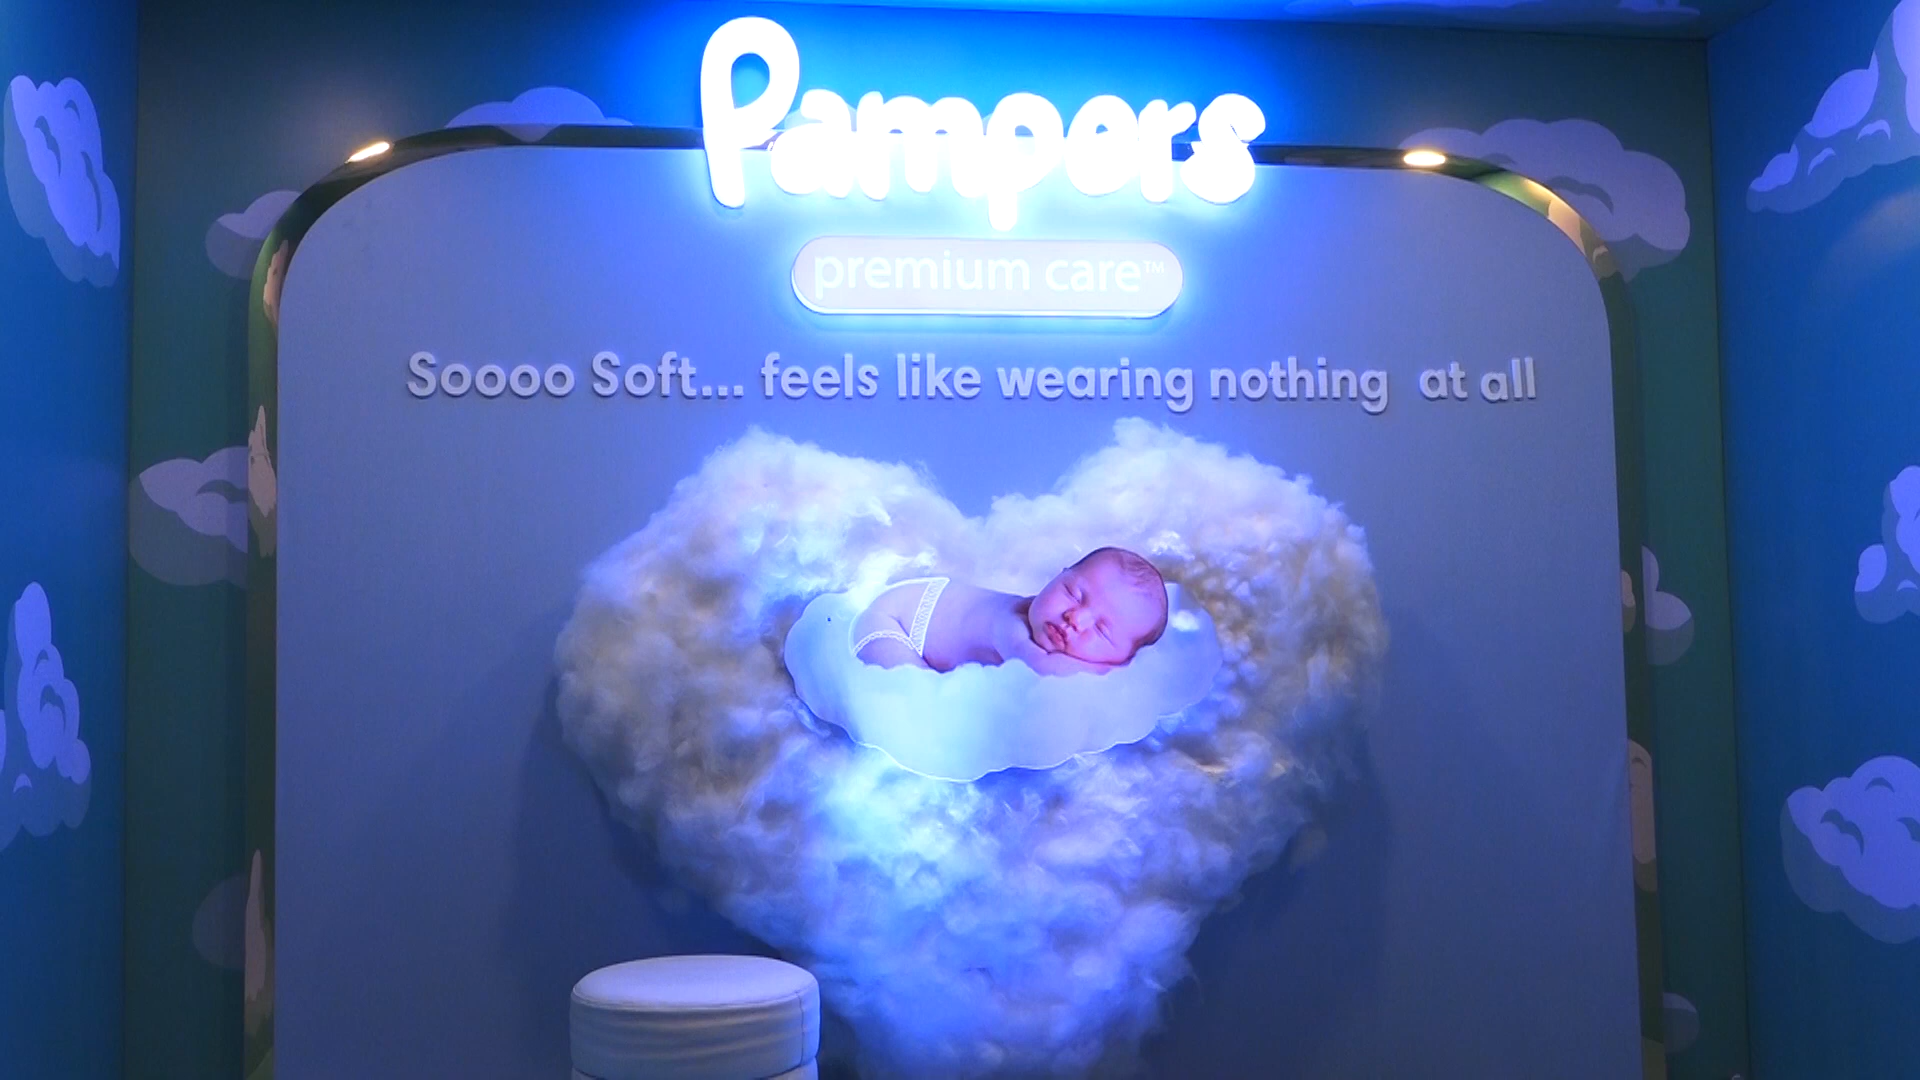 Pampers
premium care™
Soooo Soft... feels like wearing nothing at all